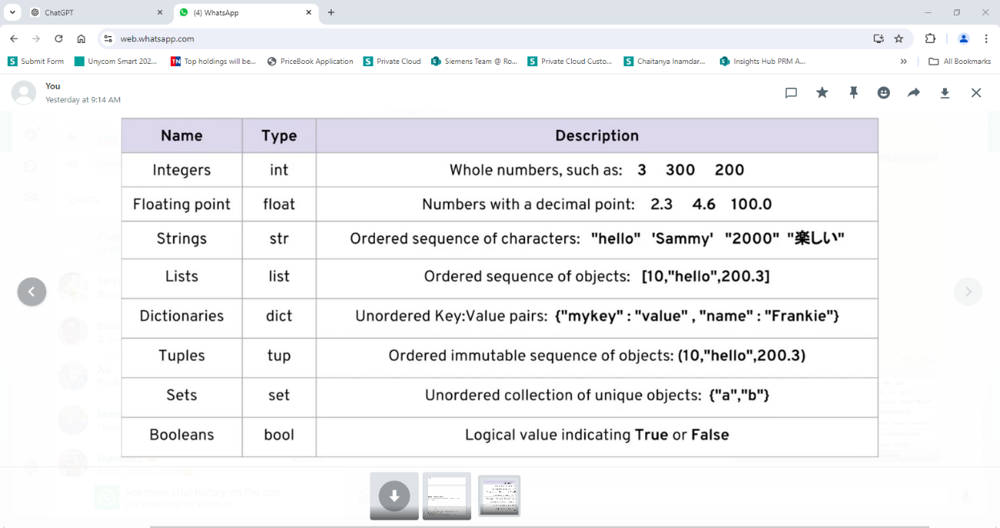 ChatGPT
(4) WhatsApp
web.whatsapp.com
Submit Form
Unycom Smart 202...
TN Top holdings will be...
PriceBook Application
Private Cloud
Siemens Team @ Ro...
Private Cloud Custo...
Chaitanya Inamdar...
Insights Hub PRM A...
All Bookmarks
You
Yesterday at 9:14 AM
Name Type Description
Integers int Whole numbers, such as: 3 300 200
Floating point float Numbers with a decimal point: 2.3 4.6 100.0
Strings str Ordered sequence of characters: "hello" 'Sammy' "2000" "楽しい"
Lists list Ordered sequence of objects: [10,"hello",200.3]
Dictionaries dict Unordered Key:Value pairs: {"mykey" : "value" , "name" : "Frankie"}
Tuples tup Ordered immutable sequence of objects: (10,"hello",200.3)
Sets set Unordered collection of unique objects: {"a","b"}
Booleans bool Logical value indicating True or False
CHATS
See more chat history on the app